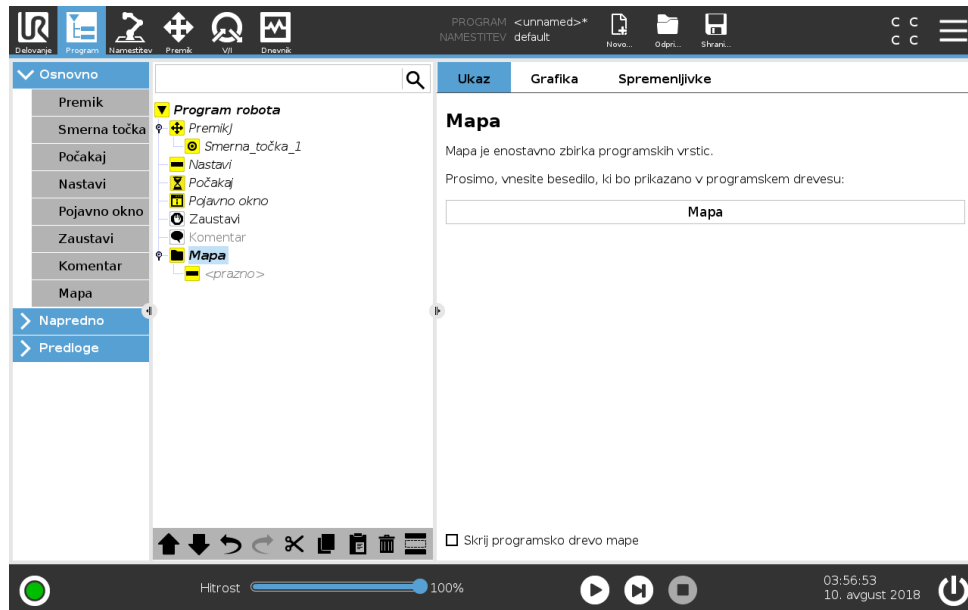 PROGRAM <unnamed>*
NAMESTITEV default
Delovanje
Program
Namestitev
Premik
V/I
Dnevnik
Novo...
Odpri...
Shrani...
C C
C C
Osnovno
Premik
Smerna točka
Počakaj
Nastavi
Pojavno okno
Zaustavi
Komentar
Mapa
Napredno
Predloge
Program robota
PremikJ
Smerna_točka_1
Nastavi
Počakaj
Pojavno okno
Zaustavi
Komentar
Mapa
<prazno>
Ukaz
Grafika
Spremenljivke
Mapa
Mapa je enostavno zbirka programskih vrstic.
Prosimo, vnesite besedilo, ki bo prikazano v programskem drevesu:
Mapa
Skrij programsko drevo mape
Hitrost
100%
03:56:53
10. avgust 2018